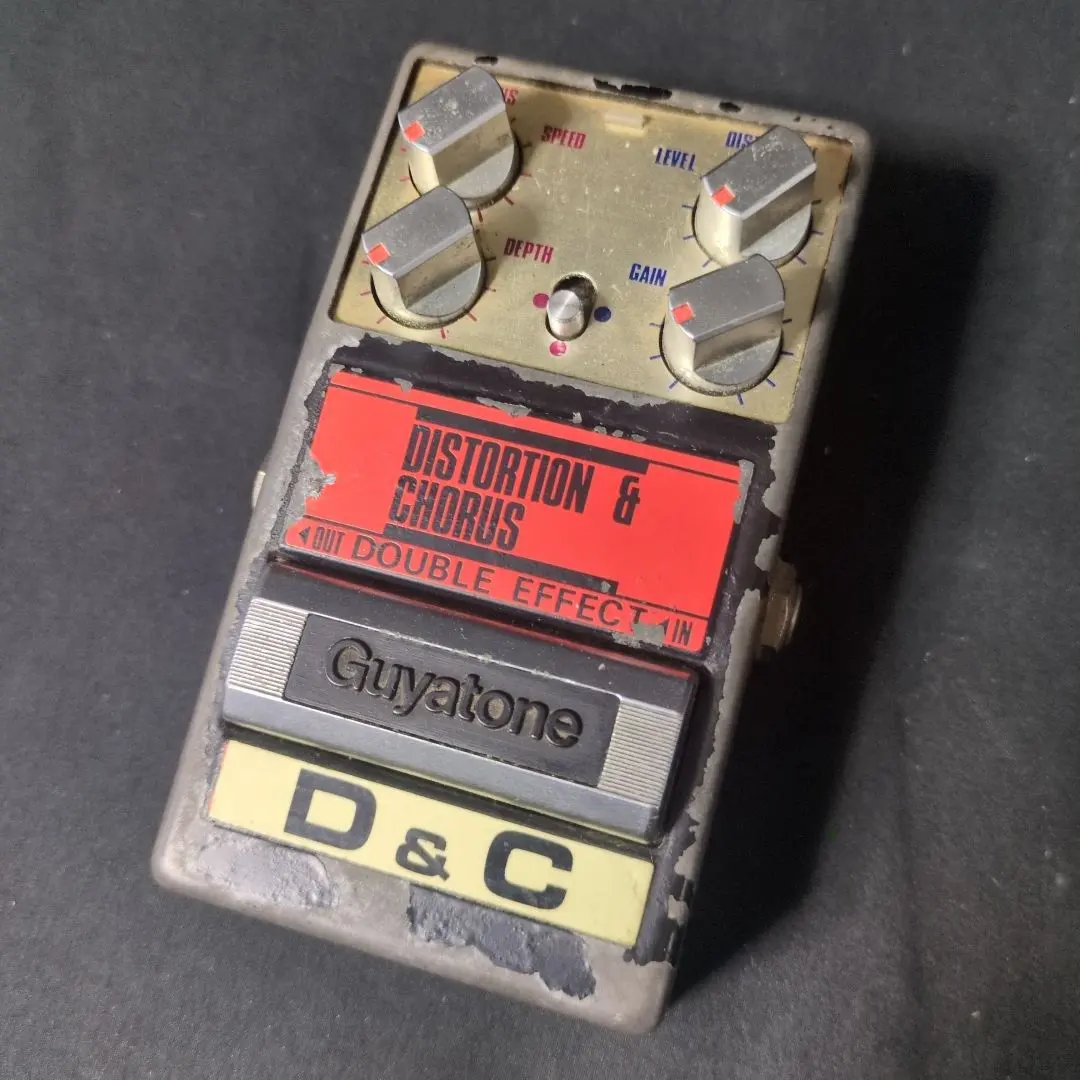 SPEED
LEVEL
DEPTH
GAIN
DISTORTION &
CHORUS
OUT DOUBLE EFFECT IN
Guyatone
D & C